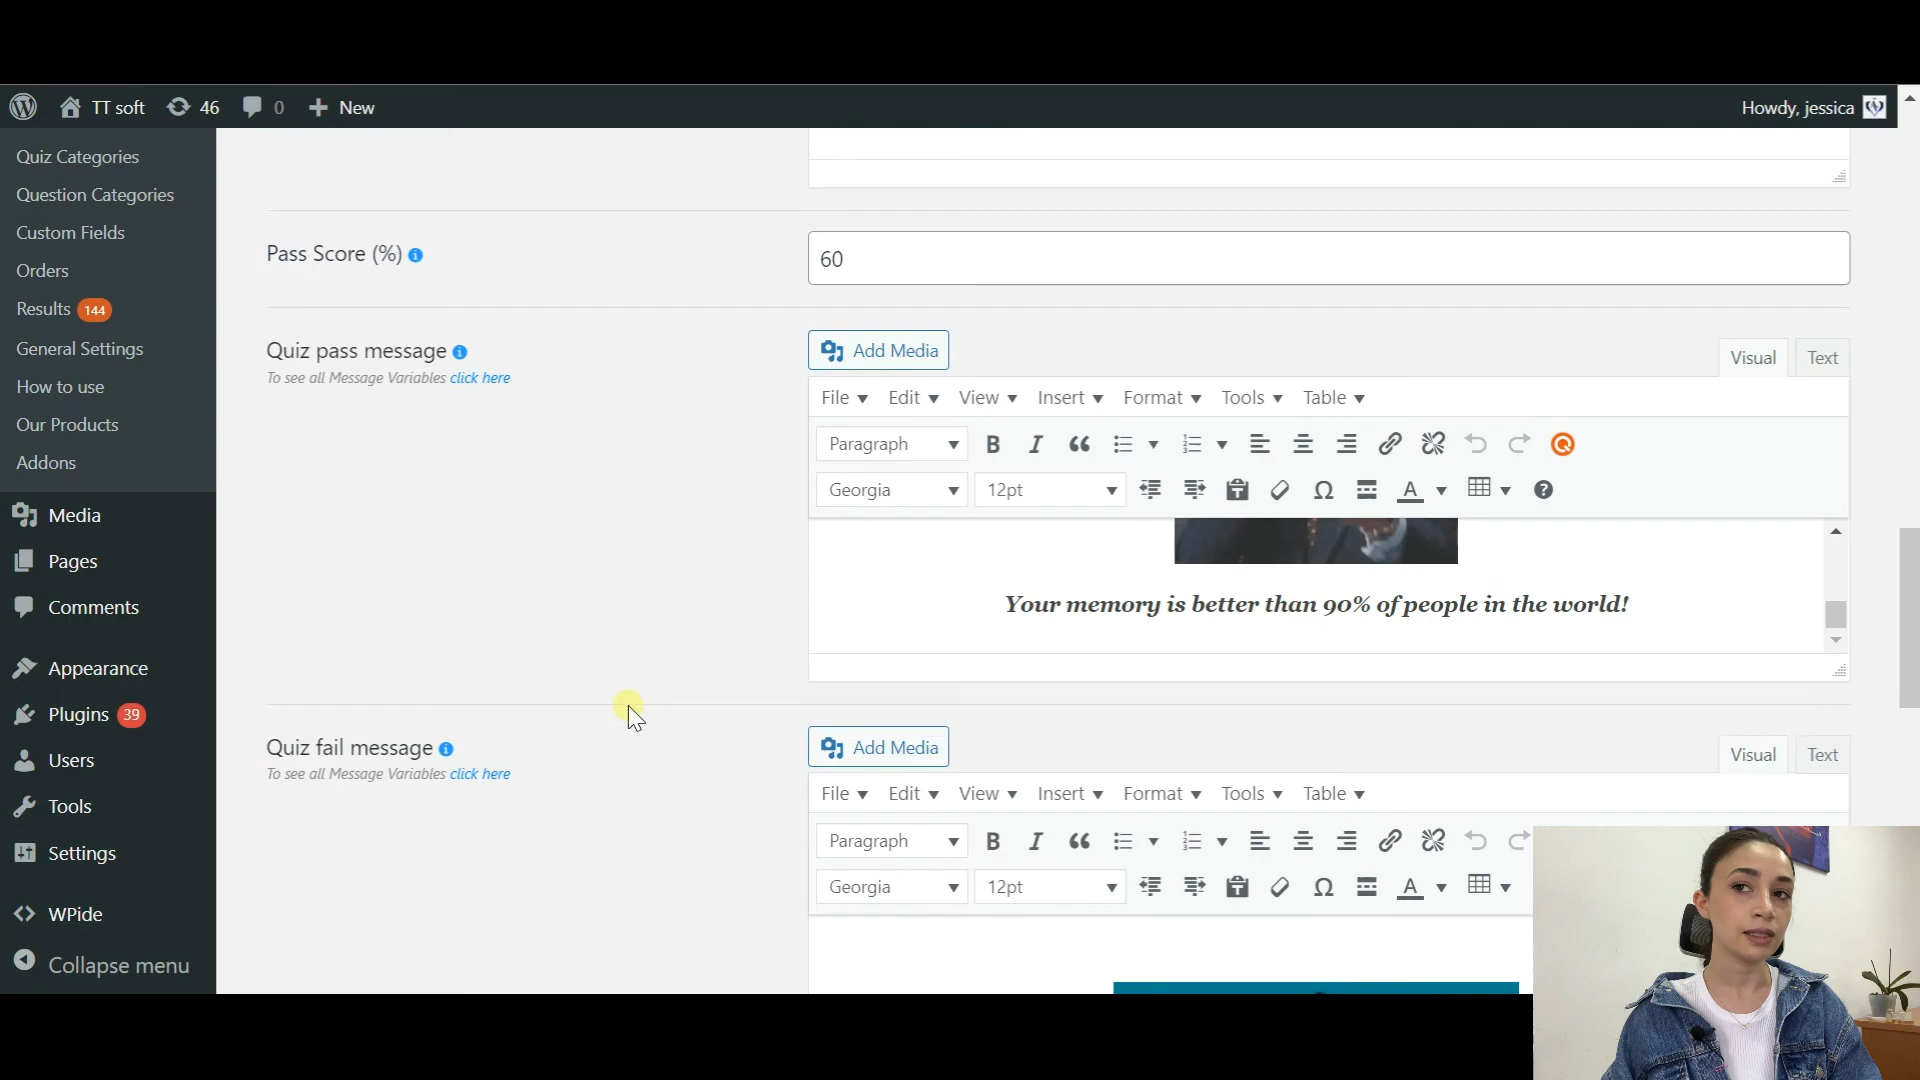 TT soft 46 0 New Howdy, jessica
Quiz Categories
Question Categories
Custom Fields
Orders
Results 144
General Settings
How to use
Our Products
Addons
Media
Pages
Comments
Appearance
Plugins 39
Users
Tools
Settings
WPide
Collapse menu
Pass Score (%)
60
Quiz pass message
To see all Message Variables click here
Add Media
Visual Text
File Edit View Insert Format Tools Table
Paragraph
Georgia 12pt
Your memory is better than 90% of people in the world!
Quiz fail message
To see all Message Variables click here
Add Media
Visual Text
File Edit View Insert Format Tools Table
Paragraph
Georgia 12pt